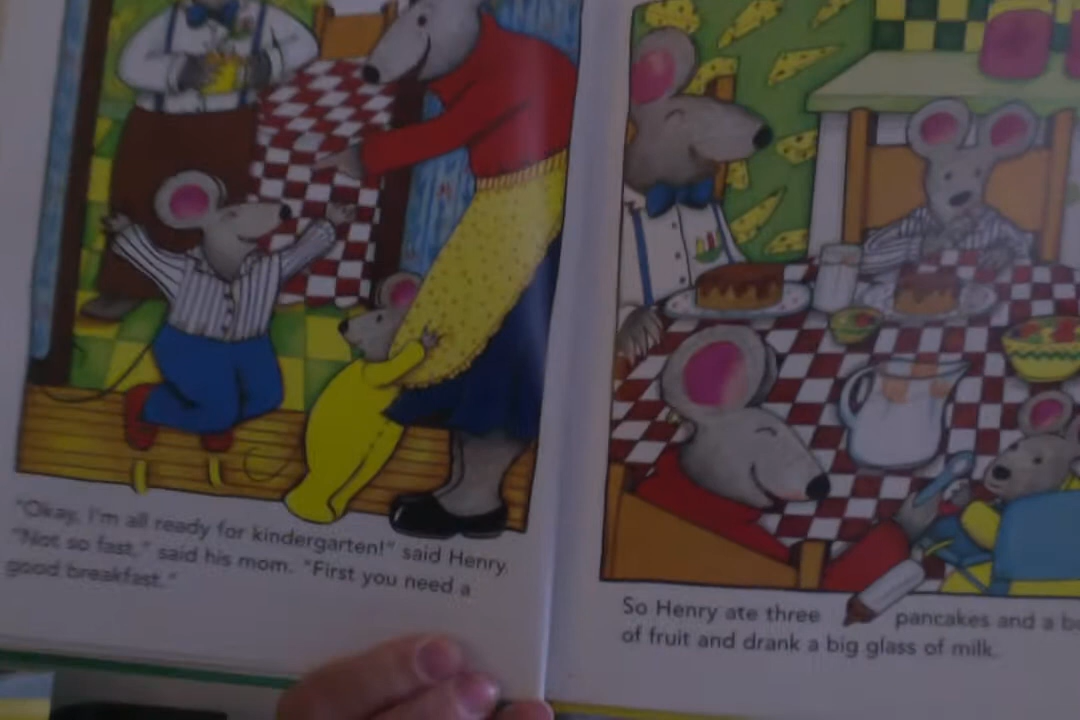 "Okay, I'm all ready for kindergarten!" said Henry.
"Not so fast," said his mom. "First you need a
good breakfast."
So Henry ate three pancakes and a
of fruit and drank a big glass of milk.